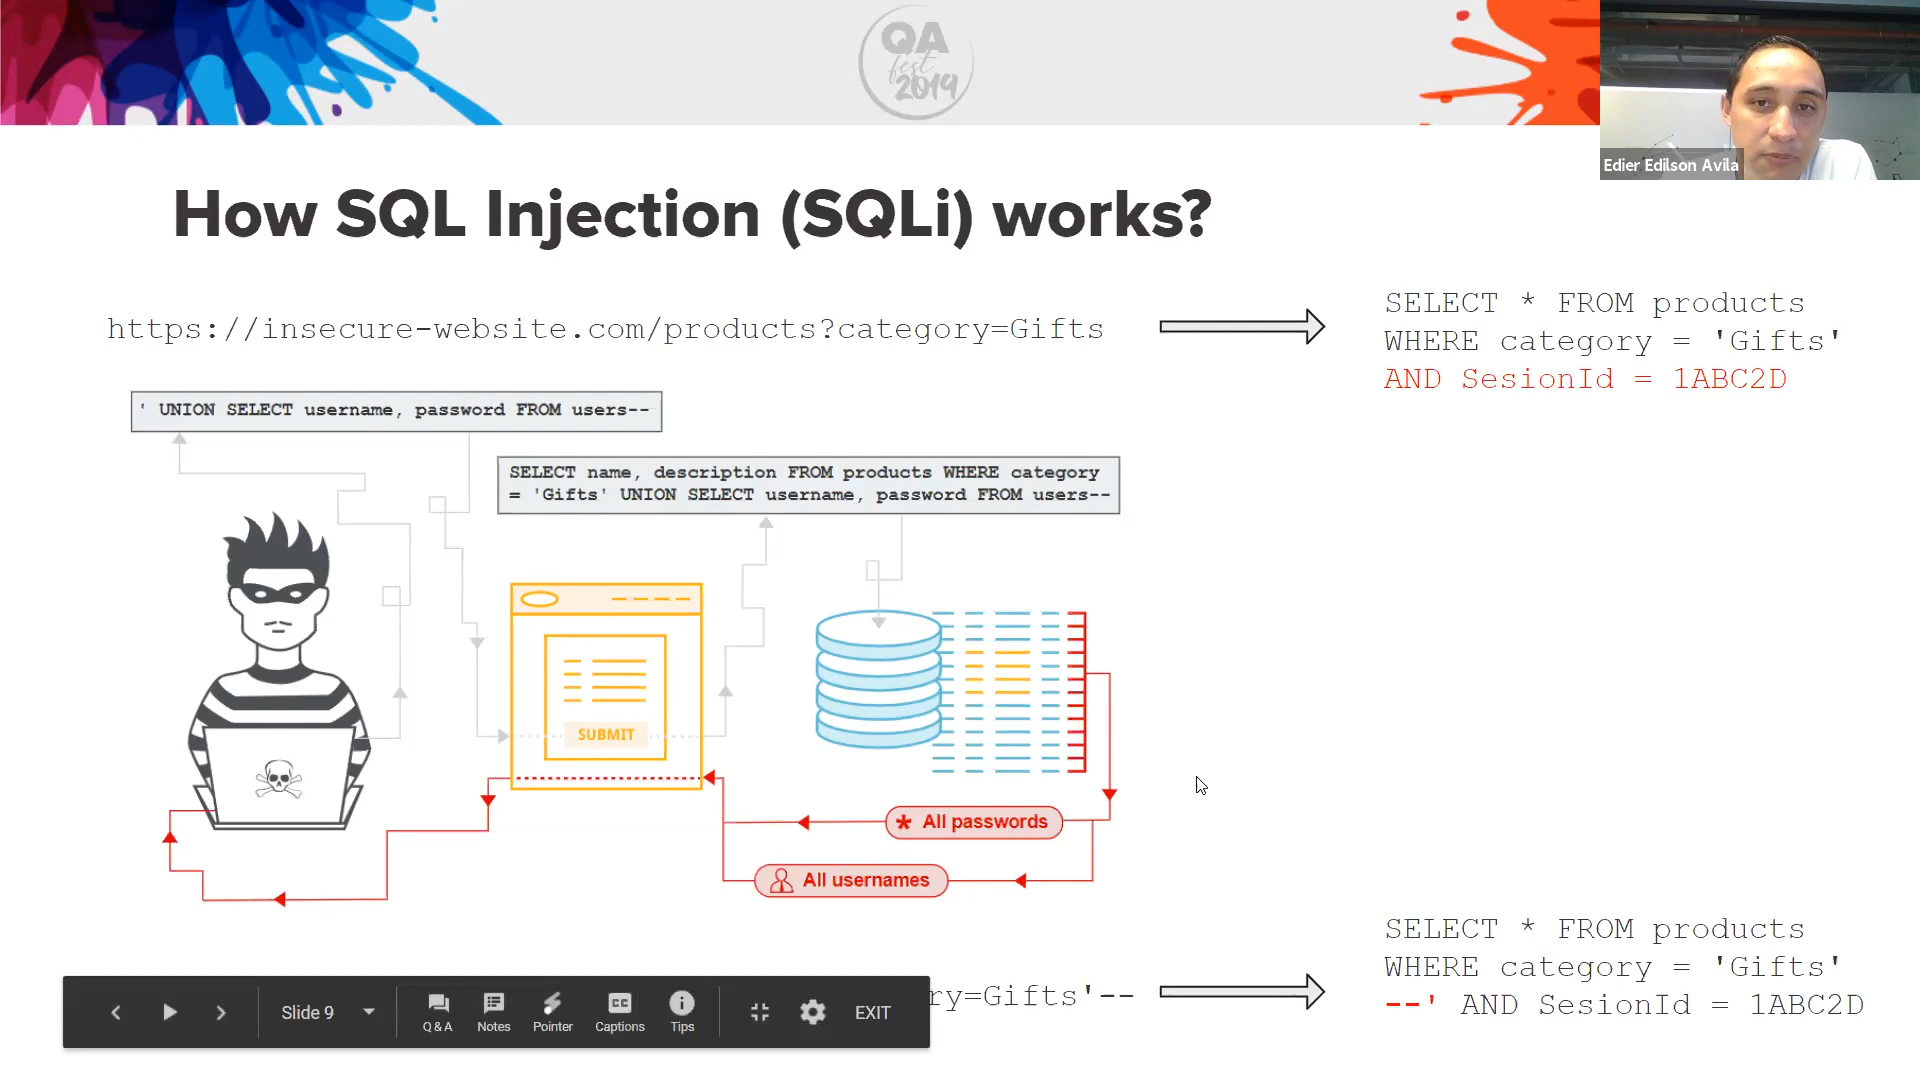 QA
fest
2019
Edier Edilson Avila
How SQL Injection (SQLi) works?
https://insecure-website.com/products?category=Gifts
SELECT * FROM products
WHERE category = 'Gifts'
AND SesionId = 1ABC2D
' UNION SELECT username, password FROM users--
SELECT name, description FROM products WHERE category
= 'Gifts' UNION SELECT username, password FROM users--
SUBMIT
* All passwords
All usernames
ry=Gifts'--
SELECT * FROM products
WHERE category = 'Gifts'
--' AND SesionId = 1ABC2D
Slide 9
Q & A
Notes
Pointer
CC
Captions
Tips
EXIT